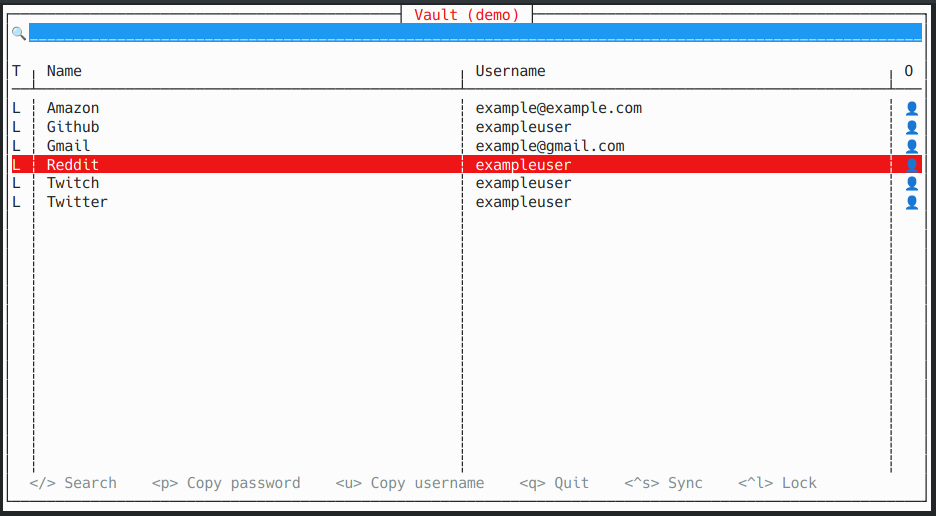 Vault (demo)
T Name Username O
L Amazon example@example.com
L Github exampleuser
L Gmail example@gmail.com
L Reddit exampleuser
L Twitch exampleuser
L Twitter exampleuser
</> Search <p> Copy password <u> Copy username <q> Quit <^s> Sync <^l> Lock